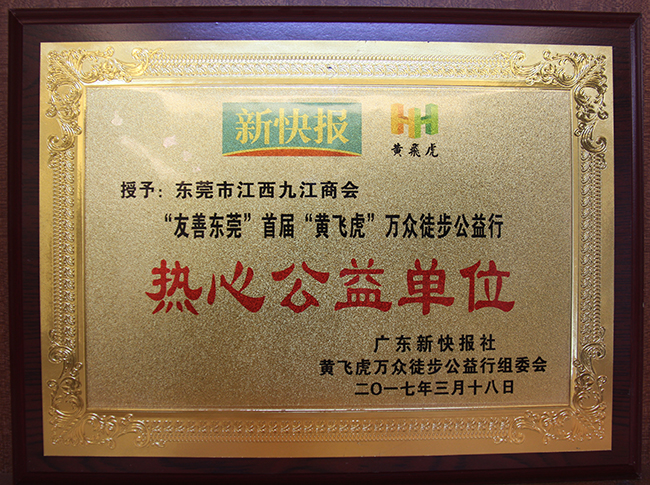 新快报
黄飛虎
授予：东莞市江西九江商会
“友善东莞”首届“黄飞虎”万众徒步公益行
热心公益单位
广东新快报社
黄飞虎万众徒步公益行组委会
二〇一七年三月十八日